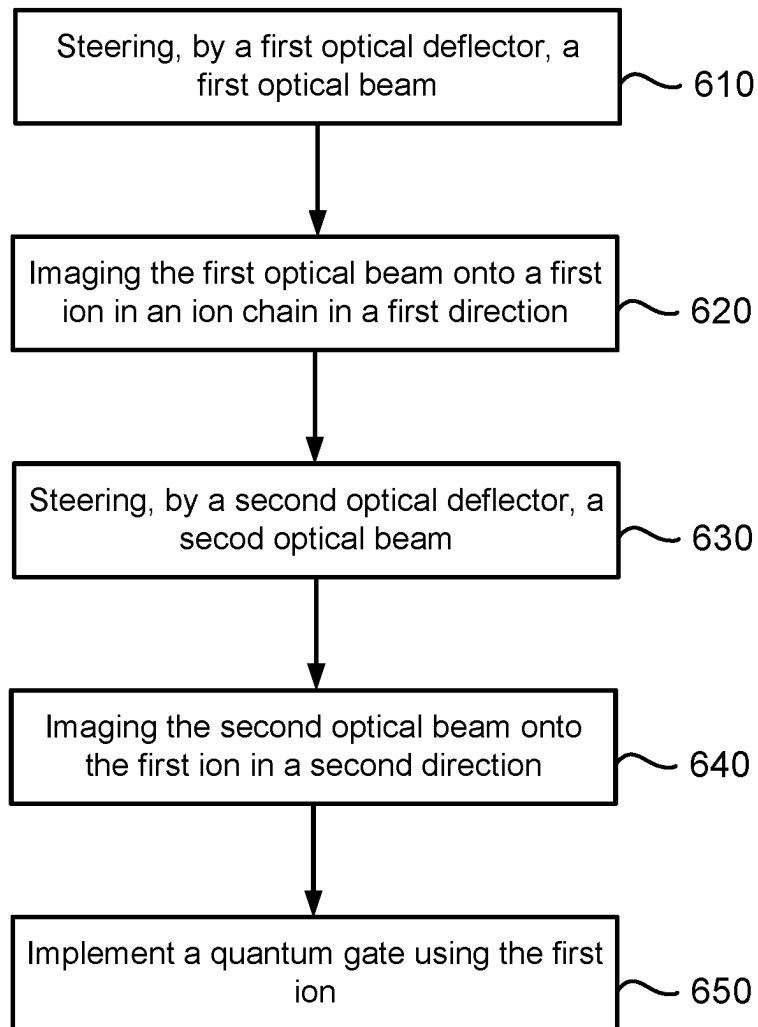 Steering, by a first optical deflector, a
first optical beam
610
Imaging the first optical beam onto a first
ion in an ion chain in a first direction
620
Steering, by a second optical deflector, a
secod optical beam
630
Imaging the second optical beam onto
the first ion in a second direction
640
Implement a quantum gate using the first
ion
650